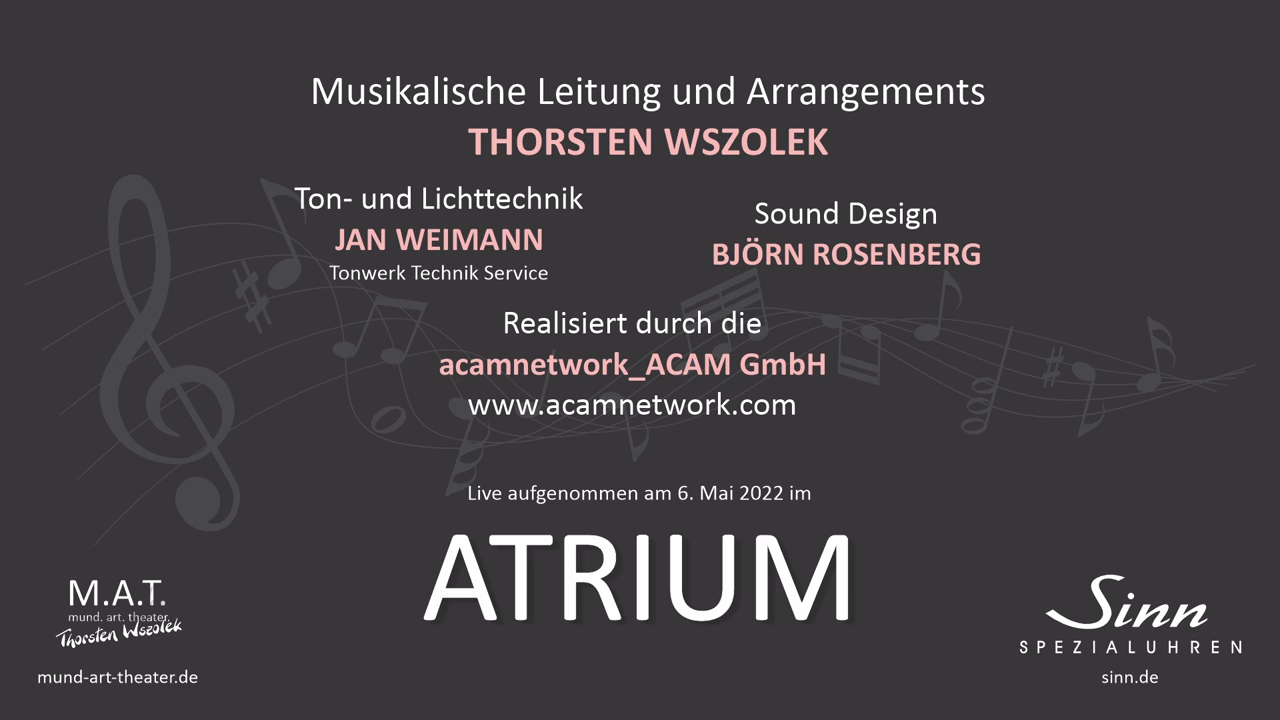 Musikalische Leitung und Arrangements
THORSTEN WSZOLEK
Ton- und Lichttechnik
JAN WEIMANN
Tonwerk Technik Service
Sound Design
BJÖRN ROSENBERG
Realisiert durch die
acamnetwork_ACAM GmbH
www.acamnetwork.com
Live aufgenommen am 6. Mai 2022 im
ATRIUM
M.A.T.
mund. art. theater.
Thorsten Wszolek
mund-art-theater.de
Sinn
SPEZIALUHREN
sinn.de